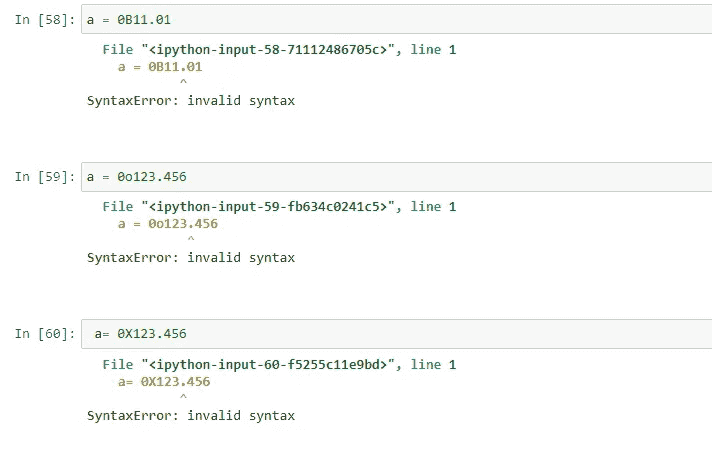 In [58]: a = 0B11.01
File "<ipython-input-58-71112486705c>", line 1
a = 0B11.01
^
SyntaxError: invalid syntax
In [59]: a = 0o123.456
File "<ipython-input-59-fb634c0241c5>", line 1
a = 0o123.456
^
SyntaxError: invalid syntax
In [60]: a= 0X123.456
File "<ipython-input-60-f5255c11e9bd>", line 1
a= 0X123.456
^
SyntaxError: invalid syntax